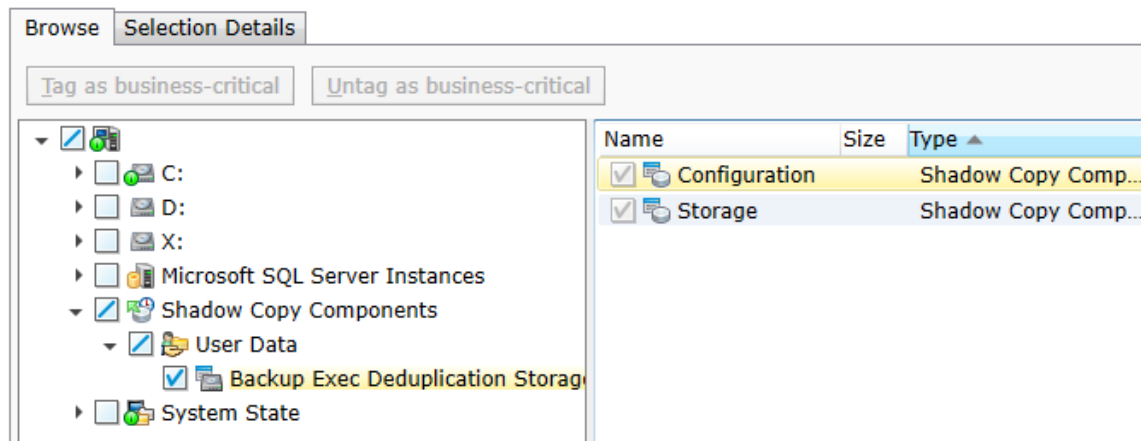 Browse Selection Details
Tag as business-critical Untag as business-critical
Name Size Type
C:
D:
X:
Microsoft SQL Server Instances
Shadow Copy Components
User Data
Backup Exec Deduplication Storag
System State
Configuration Shadow Copy Comp...
Storage Shadow Copy Comp...